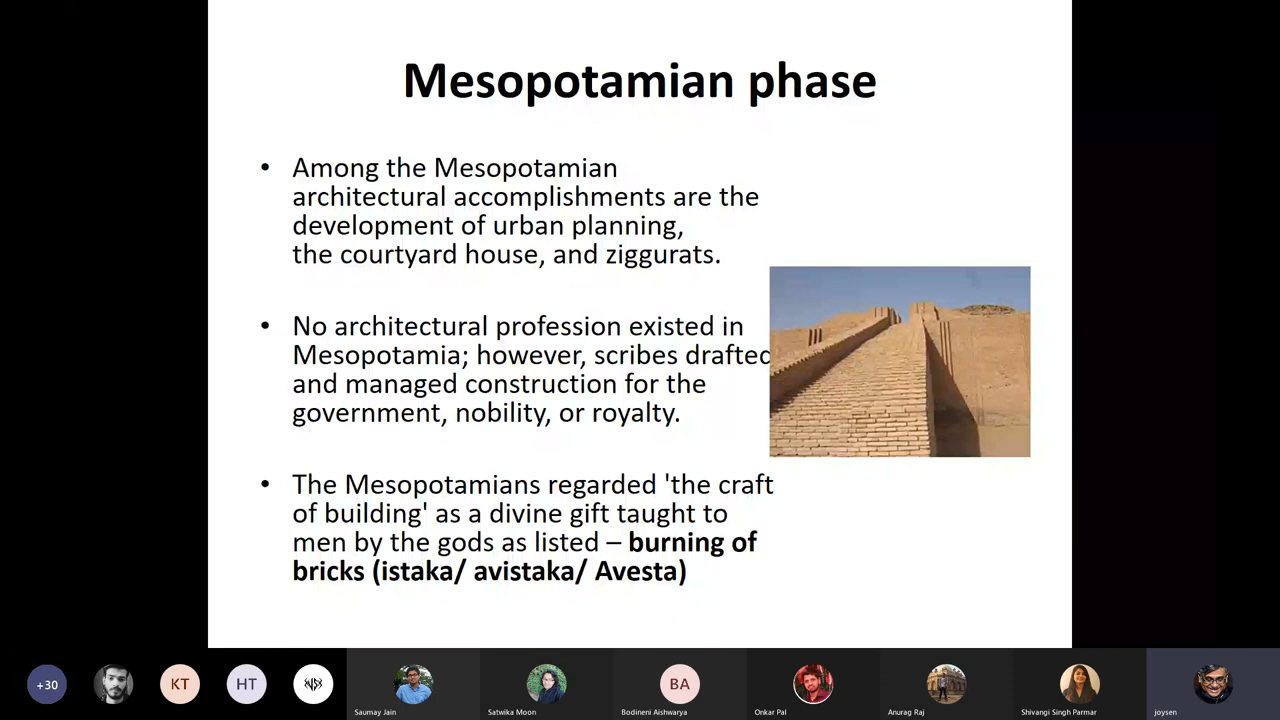 Mesopotamian phase
• Among the Mesopotamian
architectural accomplishments are the
development of urban planning,
the courtyard house, and ziggurats.
• No architectural profession existed in
Mesopotamia; however, scribes drafted
and managed construction for the
government, nobility, or royalty.
• The Mesopotamians regarded 'the craft
of building' as a divine gift taught to
men by the gods as listed – burning of
bricks (istaka/ avistaka/ Avesta)
+30
KT
HT
BA
Saumay Jain
Satwika Moon
Bodineni Aishwarya
Onkar Pal
Anurag Raj
Shivangi Singh Parmar
joysen